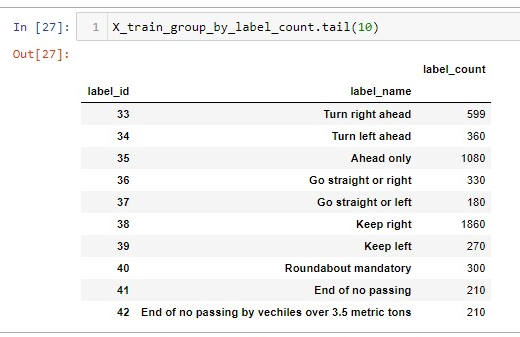 In [27]: 1 X_train_group_by_label_count.tail(10)
Out[27]:
label_count
label_id label_name
33 Turn right ahead 599
34 Turn left ahead 360
35 Ahead only 1080
36 Go straight or right 330
37 Go straight or left 180
38 Keep right 1860
39 Keep left 270
40 Roundabout mandatory 300
41 End of no passing 210
42 End of no passing by vechiles over 3.5 metric tons 210